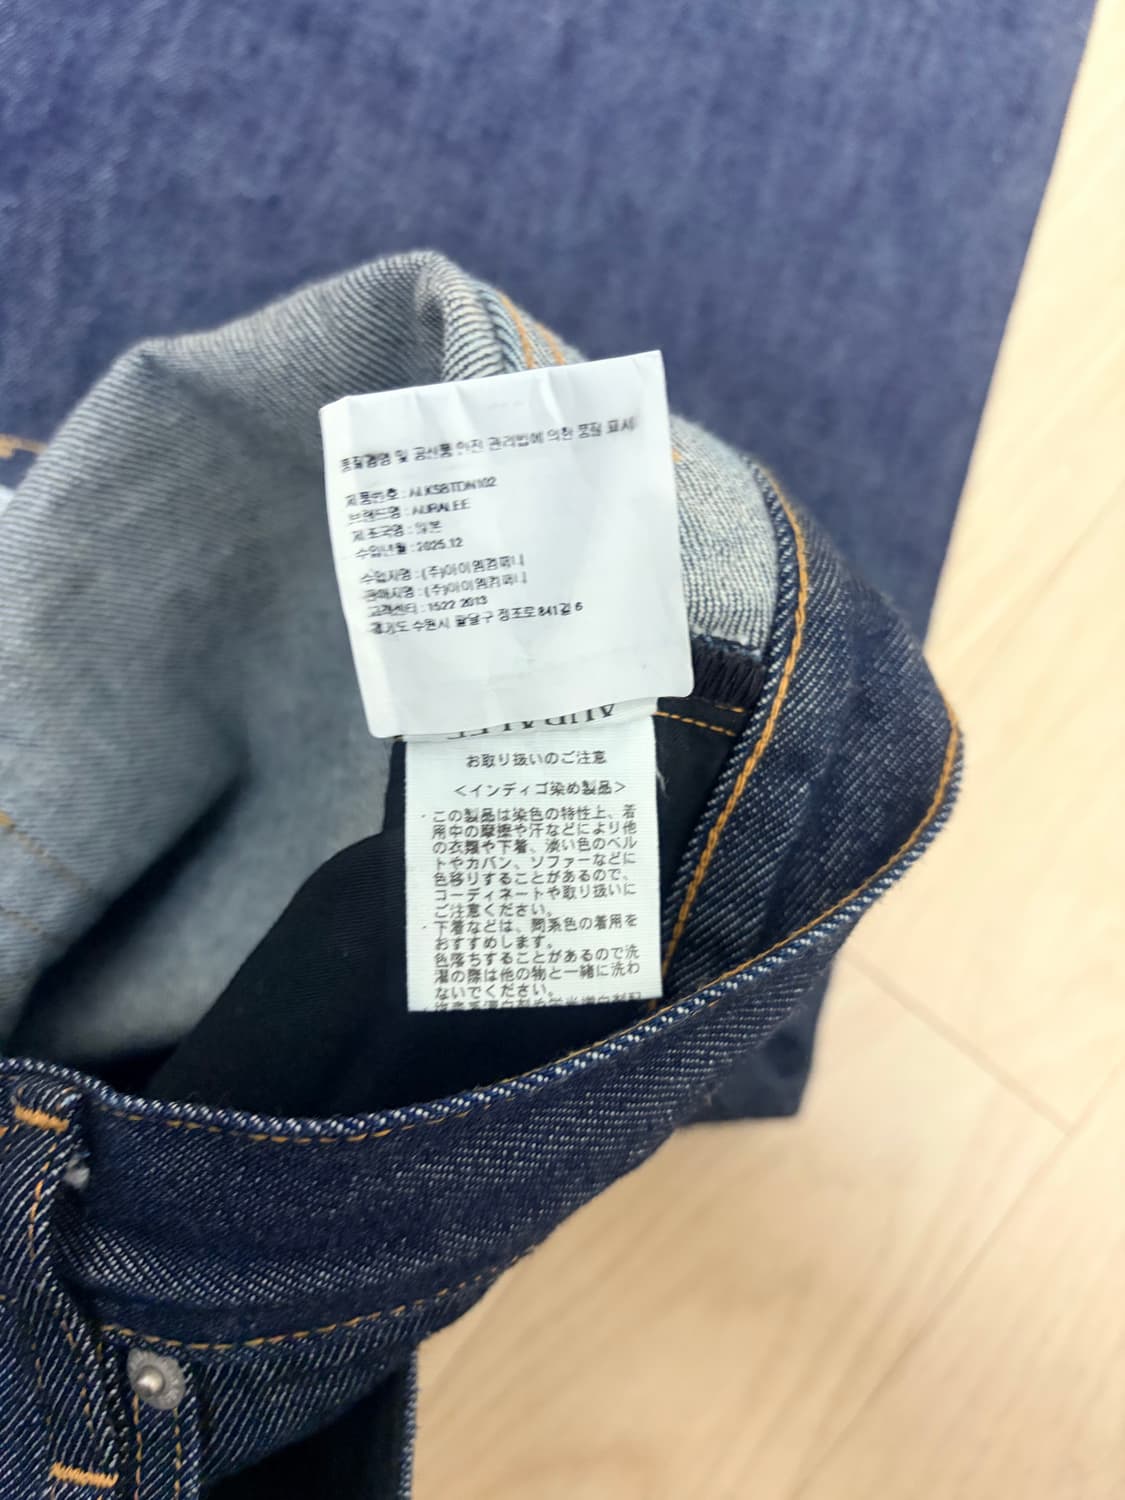 품질경영 및 공산품 안전 관리법에 의한 품질 표시
제품번호 : ALKSBTDN102
브랜드명 : AURALEE
제조국명 : 일본
수입년월 : 2025.12
수입자명 : (주)아이엠컴퍼니
판매자명 : (주)아이엠컴퍼니
고객센터 : 1522 2013
경기도 수원시 팔달구 정조로 841길 6
AURALEE
お取り扱いのご注意
＜インディゴ染め製品＞
・この製品は染色の特性上、着
用中の摩擦や汗などにより他
の衣類や下着、淡い色のベル
トやカバン、ソファーなどに
色移りすることがあるので、
コーディネートや取り扱いに
ご注意ください。
・下着などは、同系色の着用を
おすすめします。
色落ちすることがあるので洗
濯の際は他の物と一緒に洗わ
ないでください。